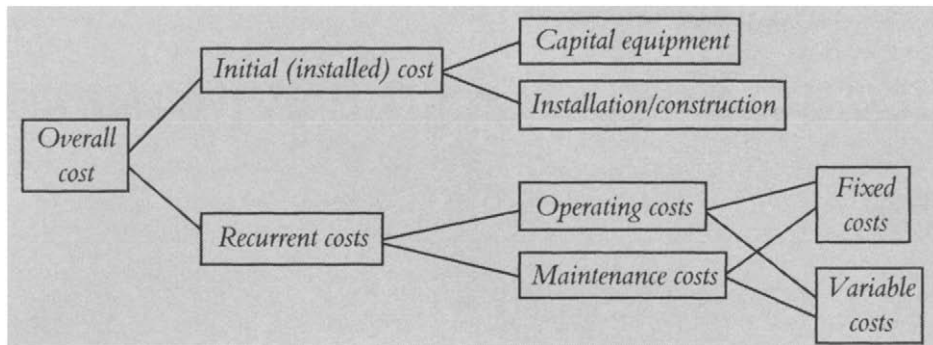 Overall
cost
Initial (installed) cost
Capital equipment
Installation/construction
Recurrent costs
Operating costs
Maintenance costs
Fixed
costs
Variable
costs